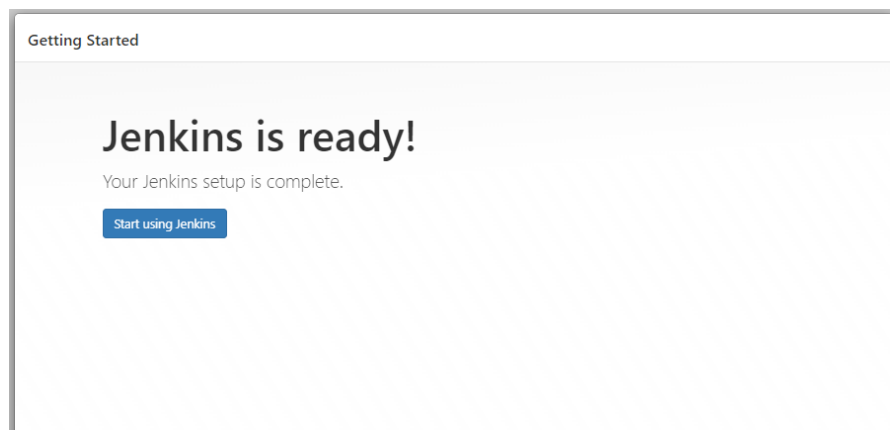 Getting Started
Jenkins is ready!
Your Jenkins setup is complete.
Start using Jenkins